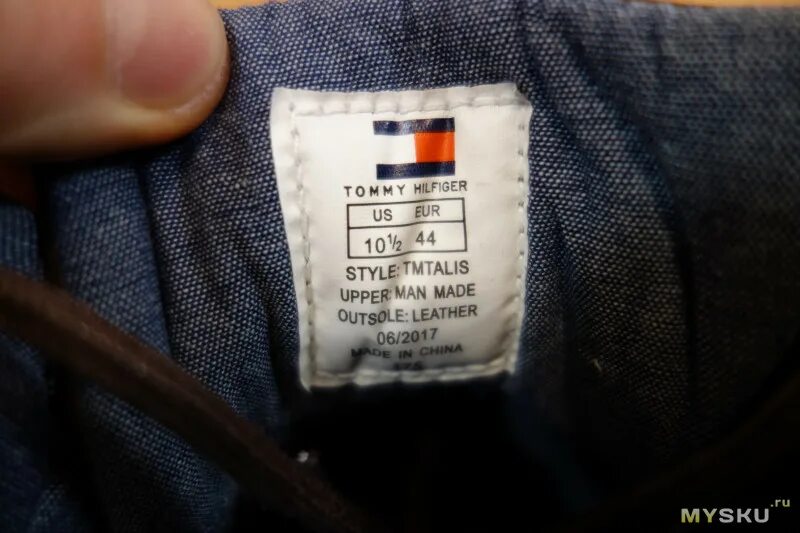 TOMMY HILFIGER
US EUR
10½ 44
STYLE: TMTALIS
UPPER: MAN MADE
OUTSOLE: LEATHER
06/2017
MADE IN CHINA
MYSKU.ru